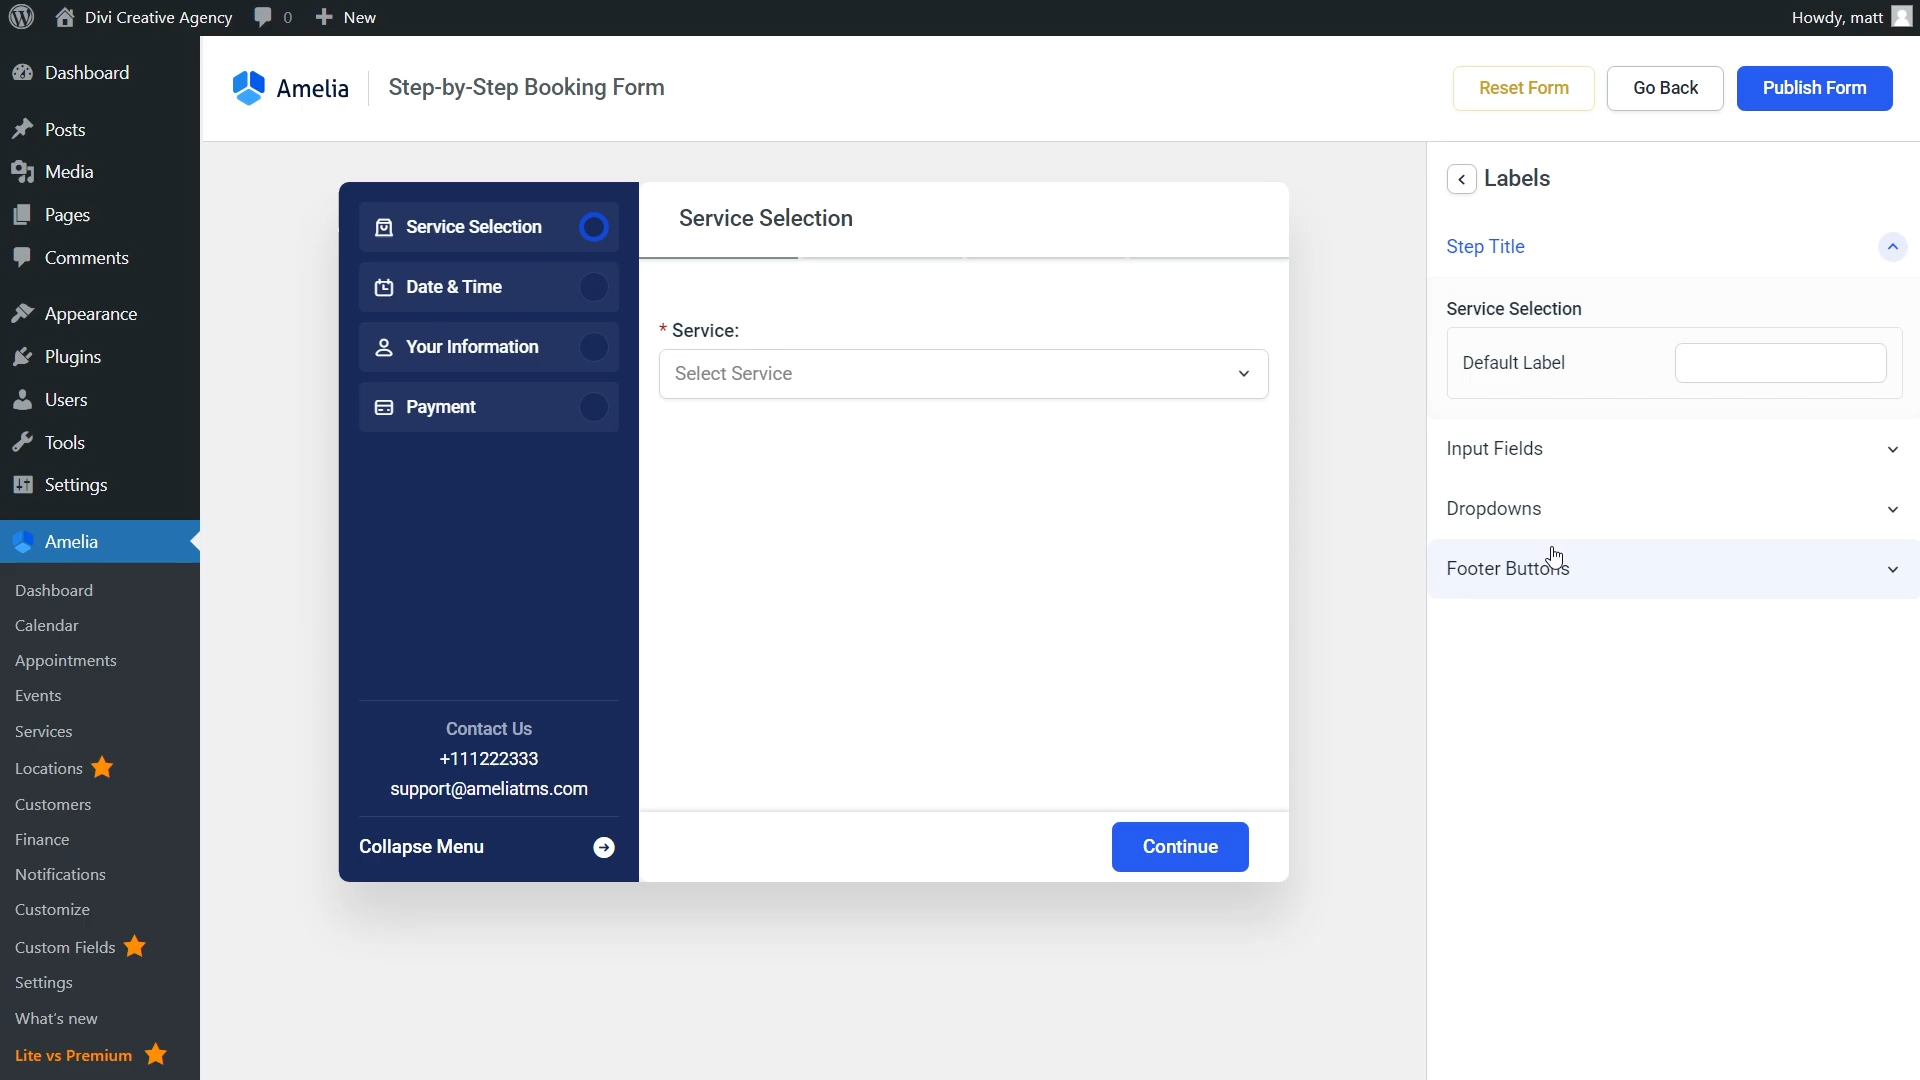 Divi Creative Agency 0 New Howdy, matt
Dashboard
Posts
Media
Pages
Comments
Appearance
Plugins
Users
Tools
Settings
Amelia
Dashboard
Calendar
Appointments
Events
Services
Locations
Customers
Finance
Notifications
Customize
Custom Fields
Settings
What's new
Lite vs Premium
Amelia Step-by-Step Booking Form
Reset Form Go Back Publish Form
Service Selection
Date & Time
Your Information
Payment
Contact Us
+111222333
support@ameliatms.com
Collapse Menu
Service Selection
* Service:
Select Service
Continue
Labels
Step Title
Service Selection
Default Label
Input Fields
Dropdowns
Footer Buttons